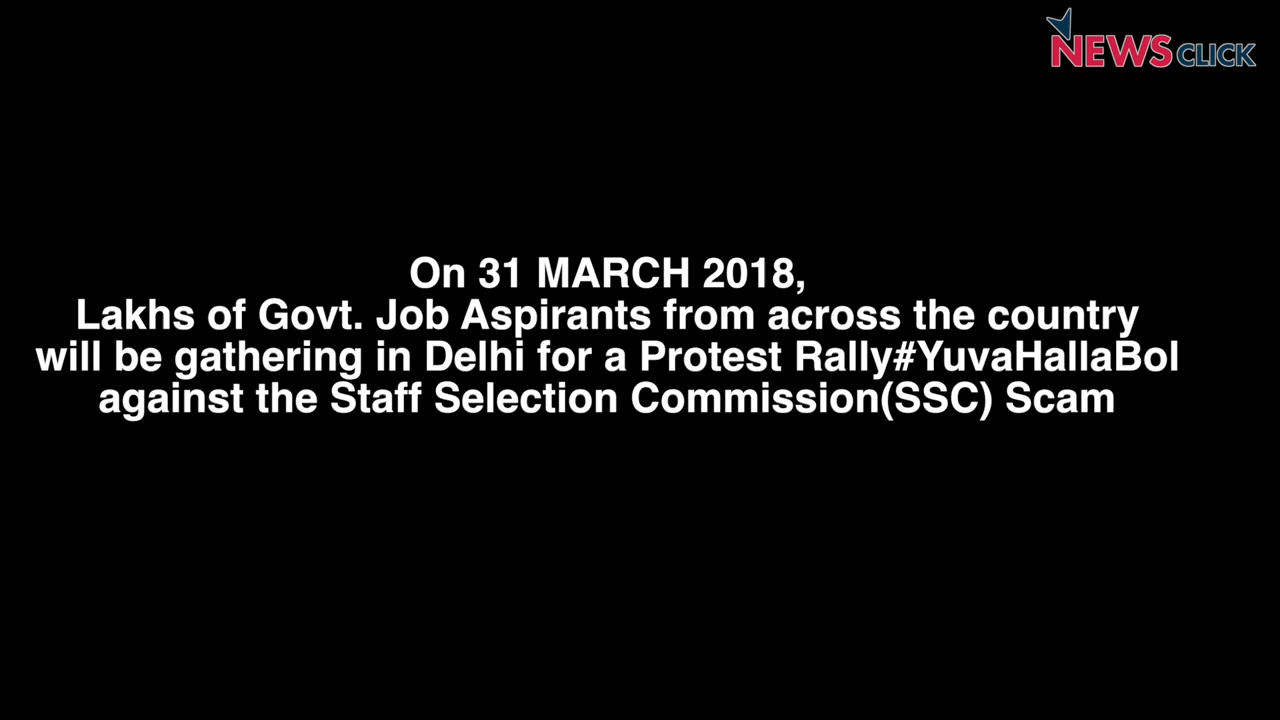 NEWSCLICK
On 31 MARCH 2018,
Lakhs of Govt. Job Aspirants from across the country
will be gathering in Delhi for a Protest Rally#YuvaHallaBol
against the Staff Selection Commission(SSC) Scam